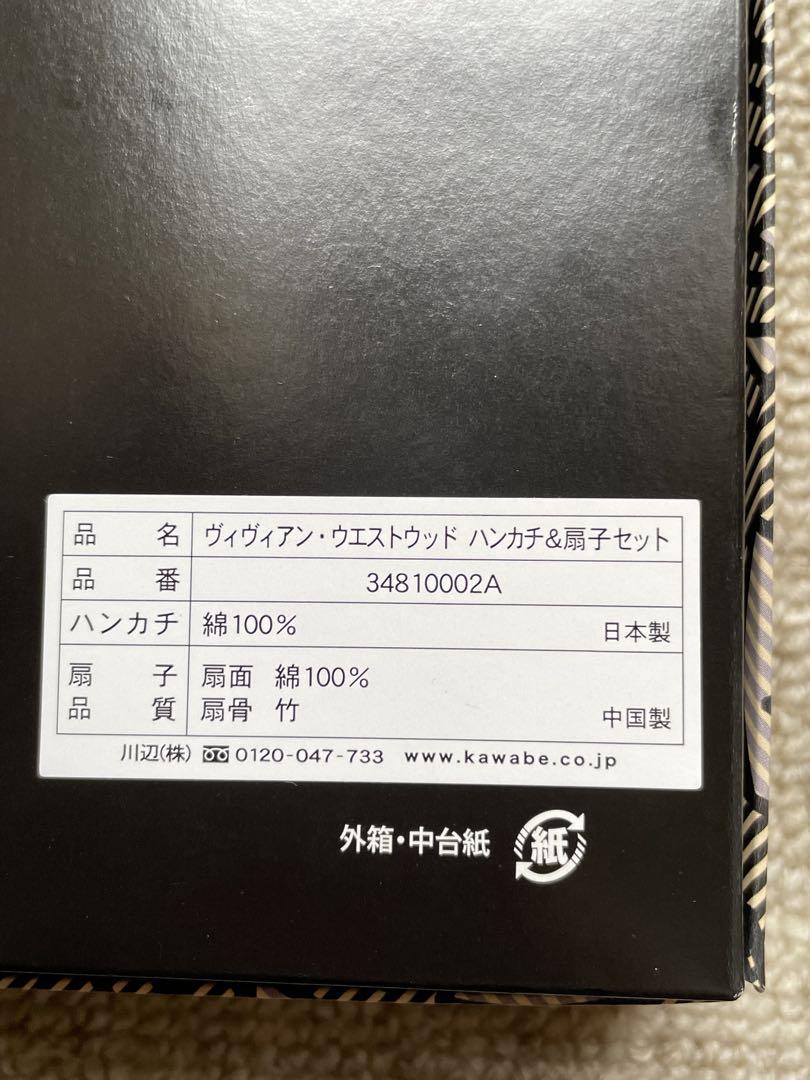 品名 ヴィヴィアン・ウエストウッド ハンカチ&扇子セット
品番 34810002A
ハンカチ 綿100% 日本製
扇子 扇面 綿100%
品質 扇骨 竹 中国製
川辺(株) 0120-047-733 www.kawabe.co.jp
外箱・中台紙 紙